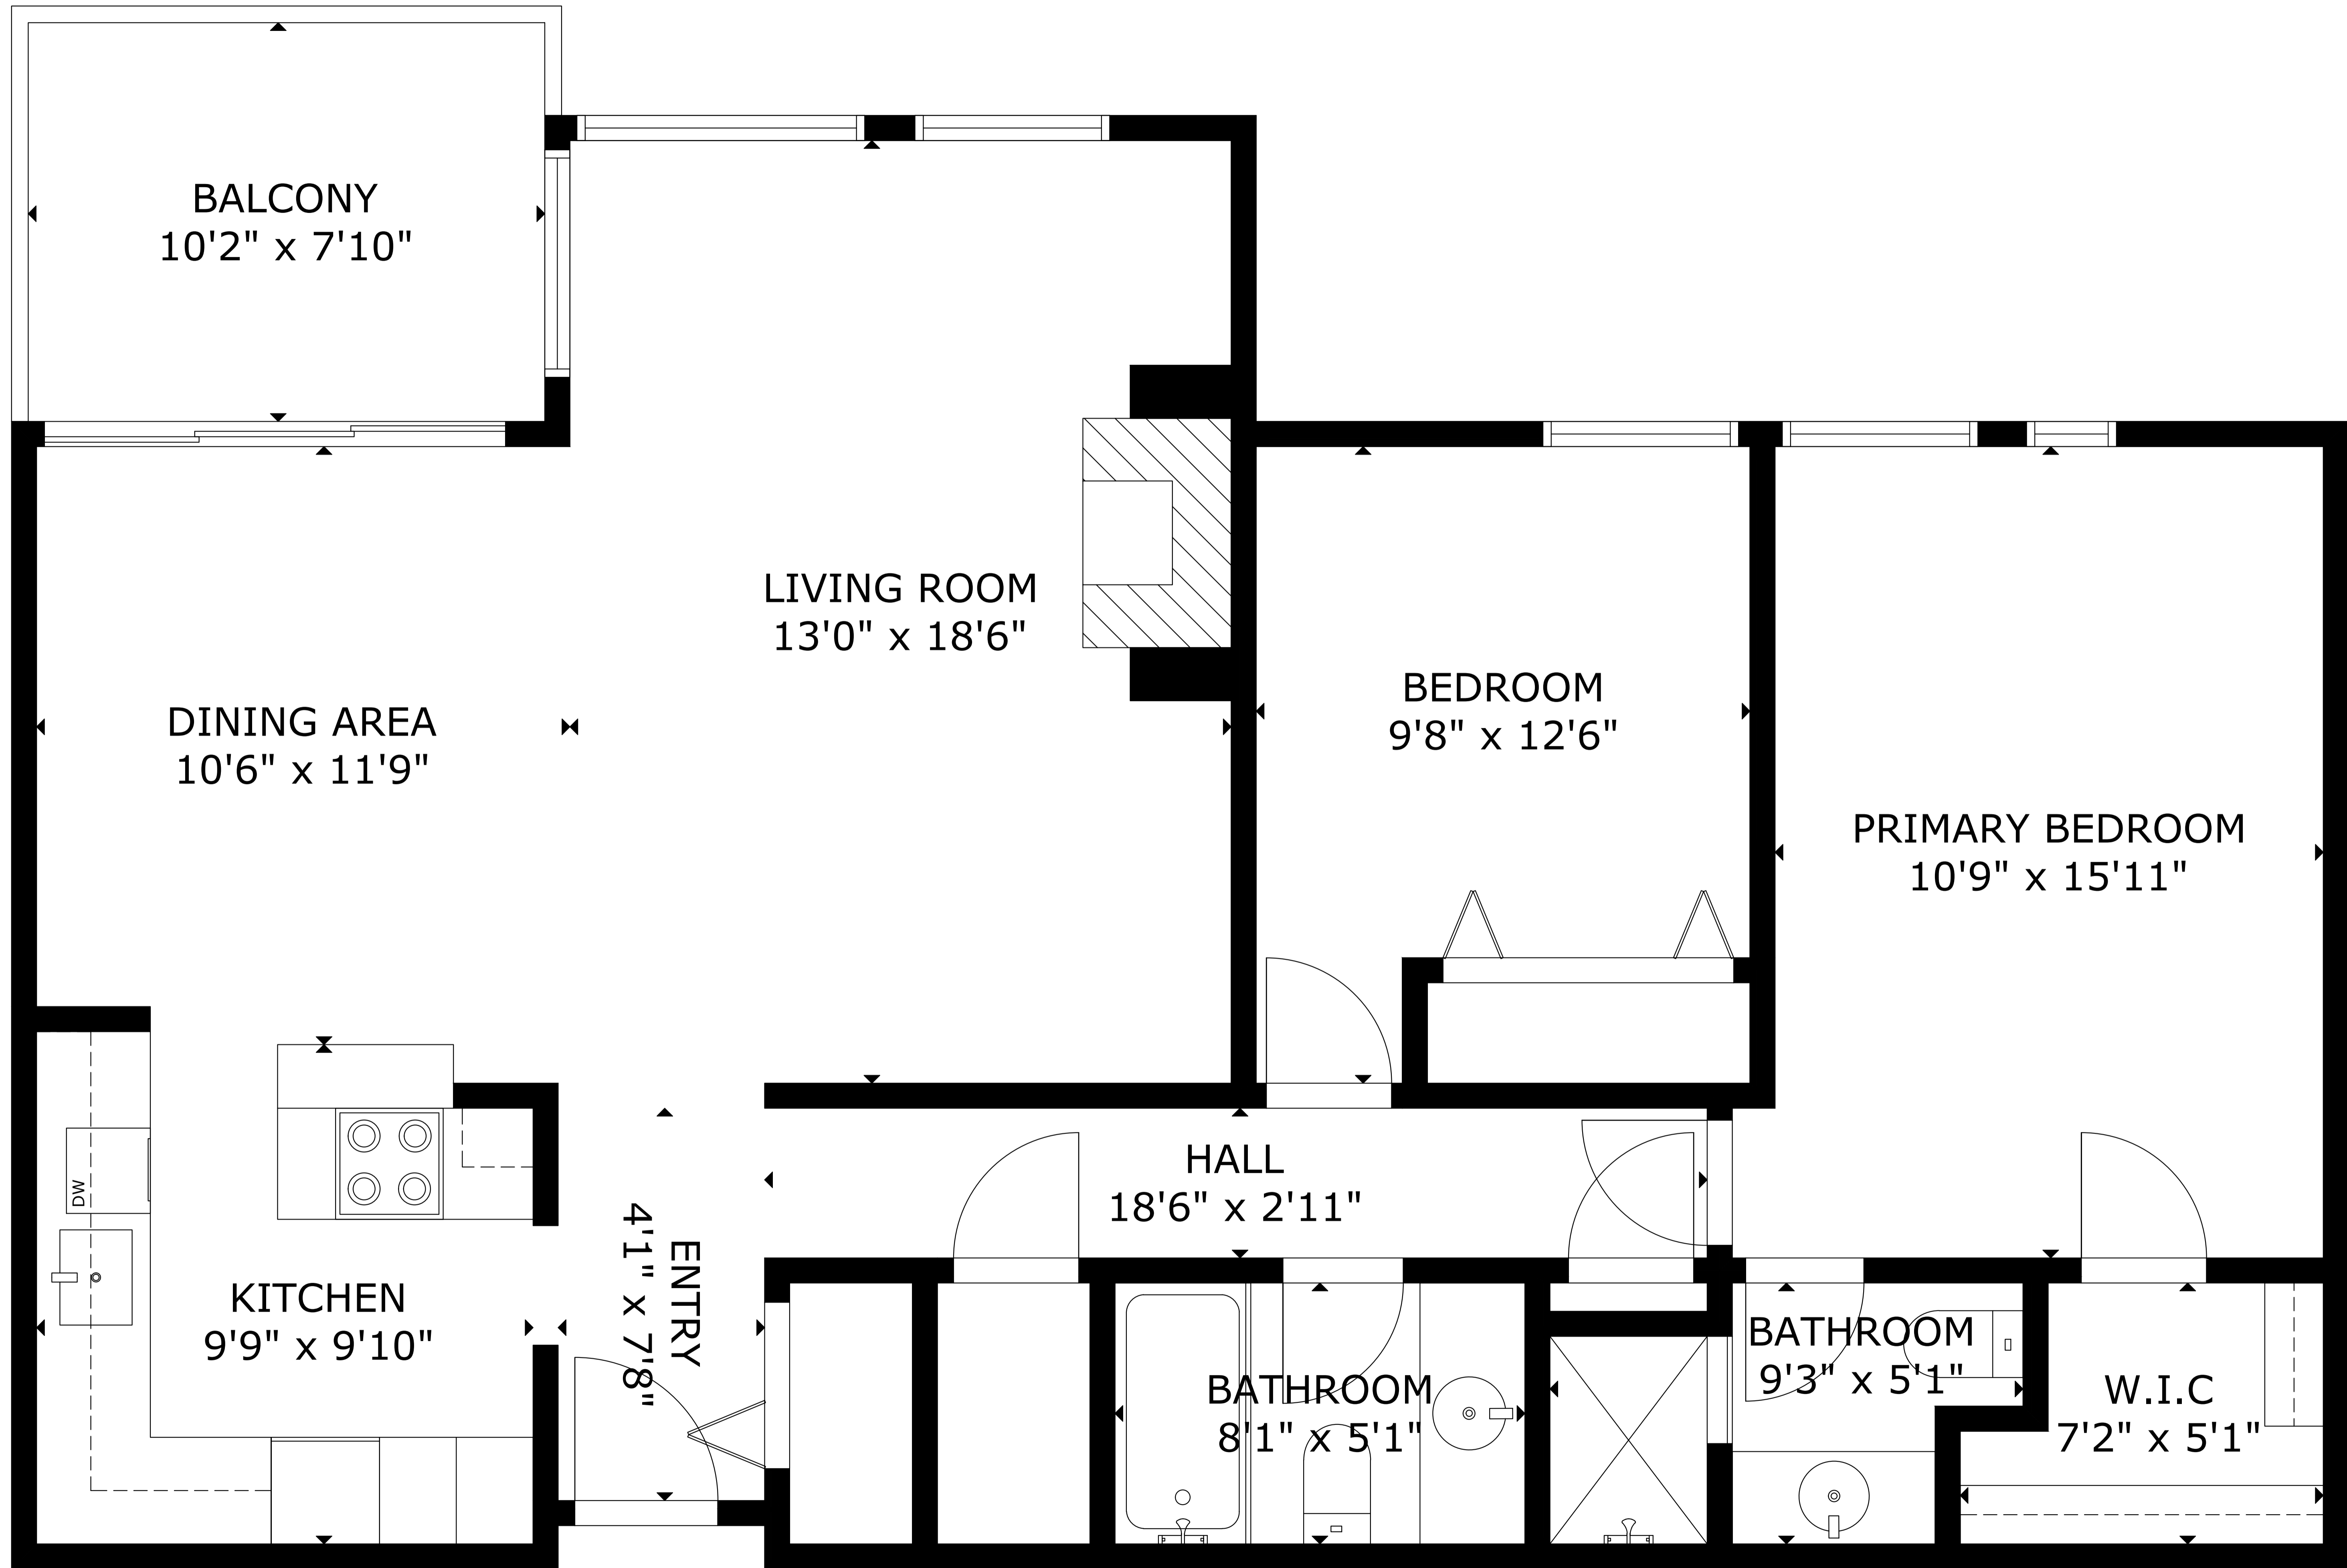 BALCONY
10'2" x 7'10"
LIVING ROOM
13'0" x 18'6"
DINING AREA
10'6" x 11'9"
BEDROOM
9'8" x 12'6"
PRIMARY BEDROOM
10'9" x 15'11"
HALL
18'6" x 2'11"
DW
KITCHEN
9'9" x 9'10"
ENTRY
4'1" x 7'8"
BATHROOM
8'1" x 5'1"
BATHROOM
9'3" x 5'1"
W.I.C
7'2" x 5'1"